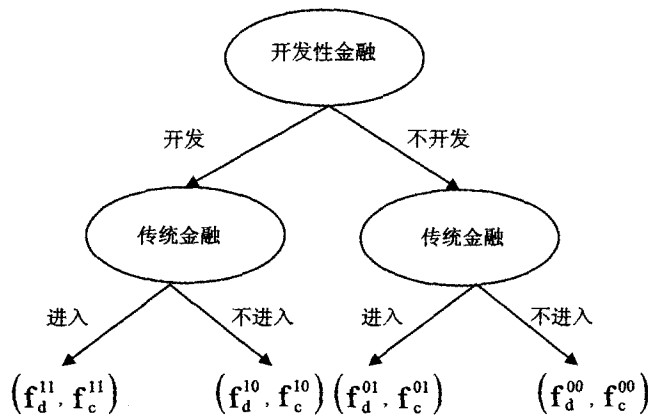 开发性金融
开发 不开发
传统金融 传统金融
进入 不进入 进入 不进入
(f_d^11, f_c^11) (f_d^10, f_c^10) (f_d^01, f_c^01) (f_d^00, f_c^00)